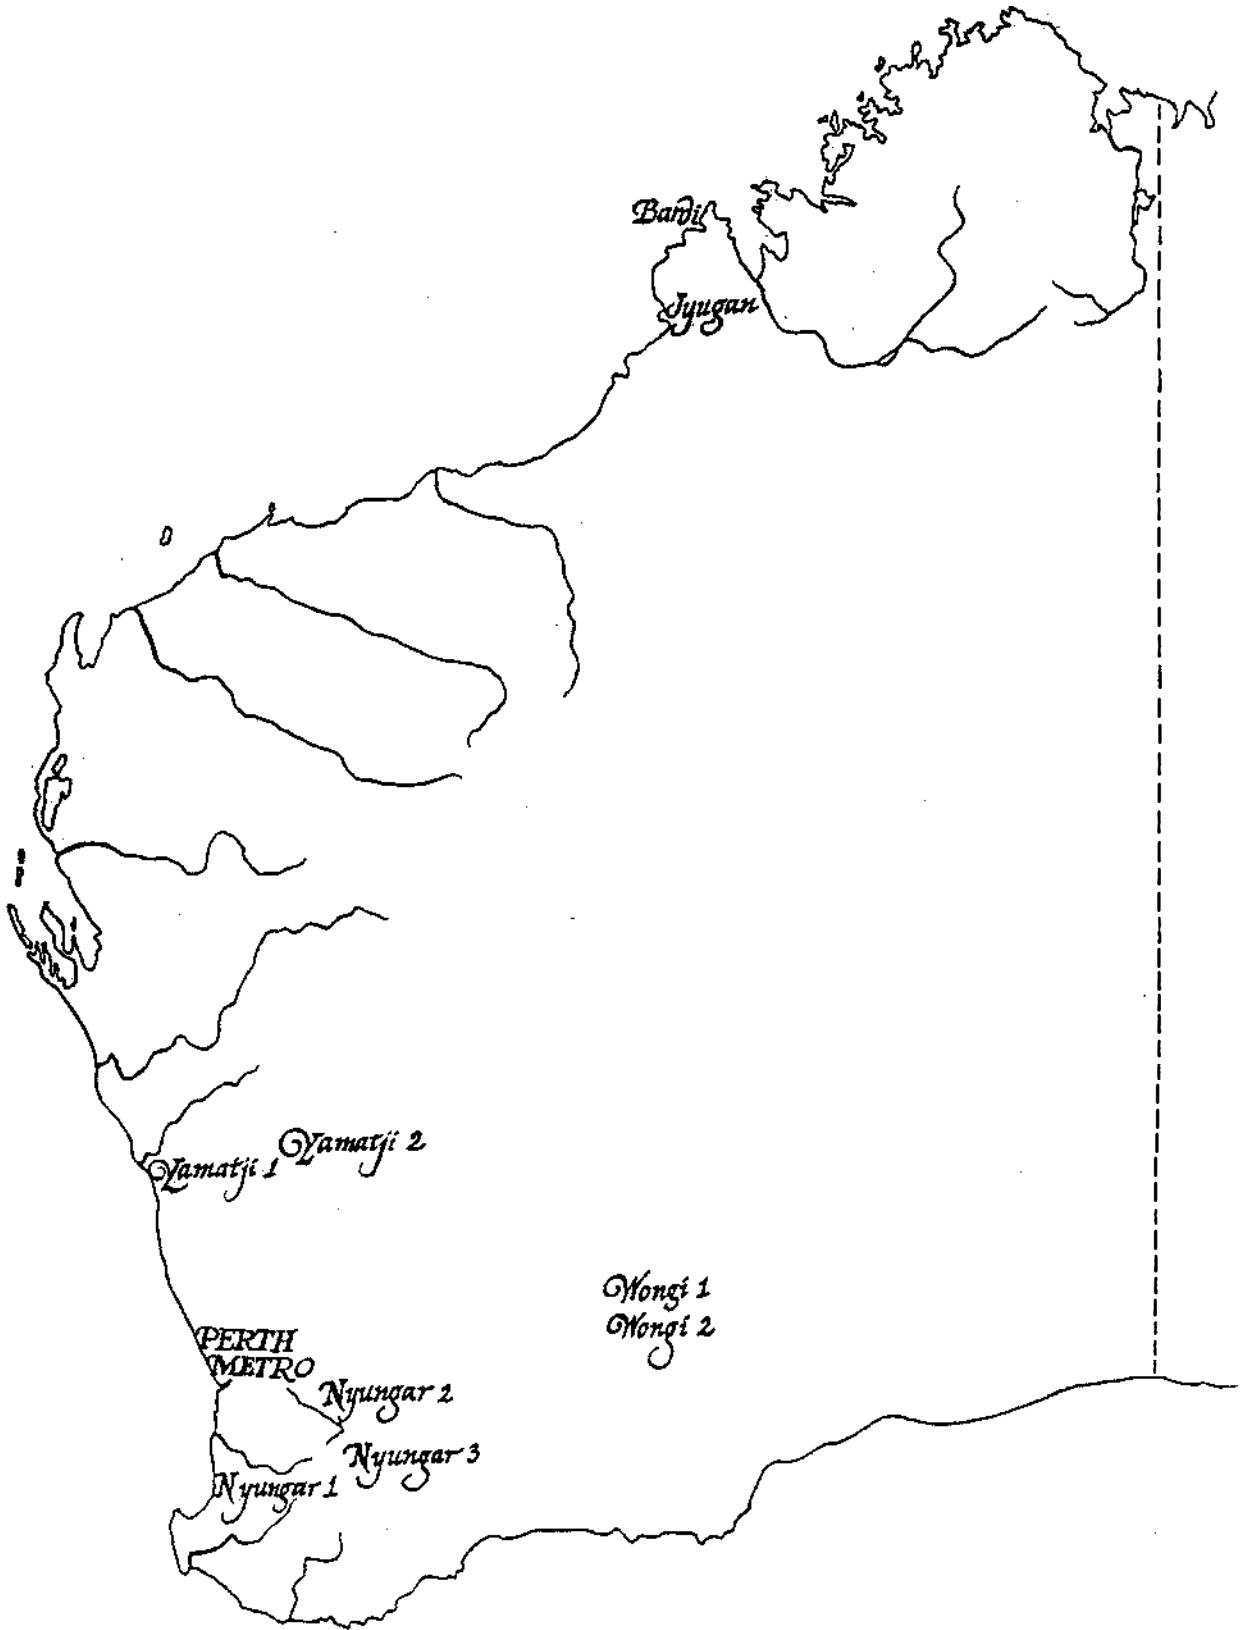 Bardi
Jyugan
Yamatji 2
Yamatji 1
Wongi 1
Wongi 2
PERTH
METRO
Nyungar 2
Nyungar 3
Nyungar 1